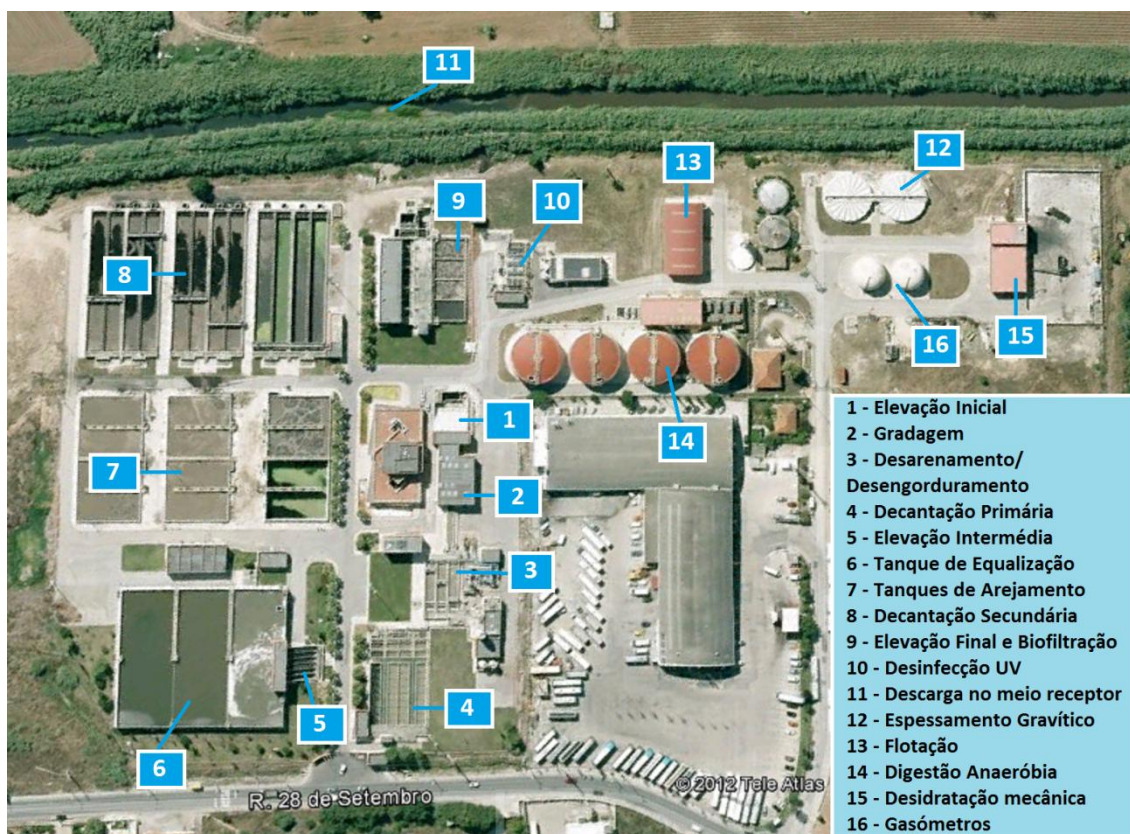 11
12
13
9
10
8
16
15
1
14
7
2
3
5
4
6
R. 28 de Setembro
© 2012 Tele Atlas
1 - Elevação Inicial
2 - Gradagem
3 - Desarenamento/
Desengorduramento
4 - Decantação Primária
5 - Elevação Intermédia
6 - Tanque de Equalização
7 - Tanques de Arejamento
8 - Decantação Secundária
9 - Elevação Final e Biofiltração
10 - Desinfecção UV
11 - Descarga no meio receptor
12 - Espessamento Gravítico
13 - Flotação
14 - Digestão Anaeróbia
15 - Desidratação mecânica
16 - Gasómetros